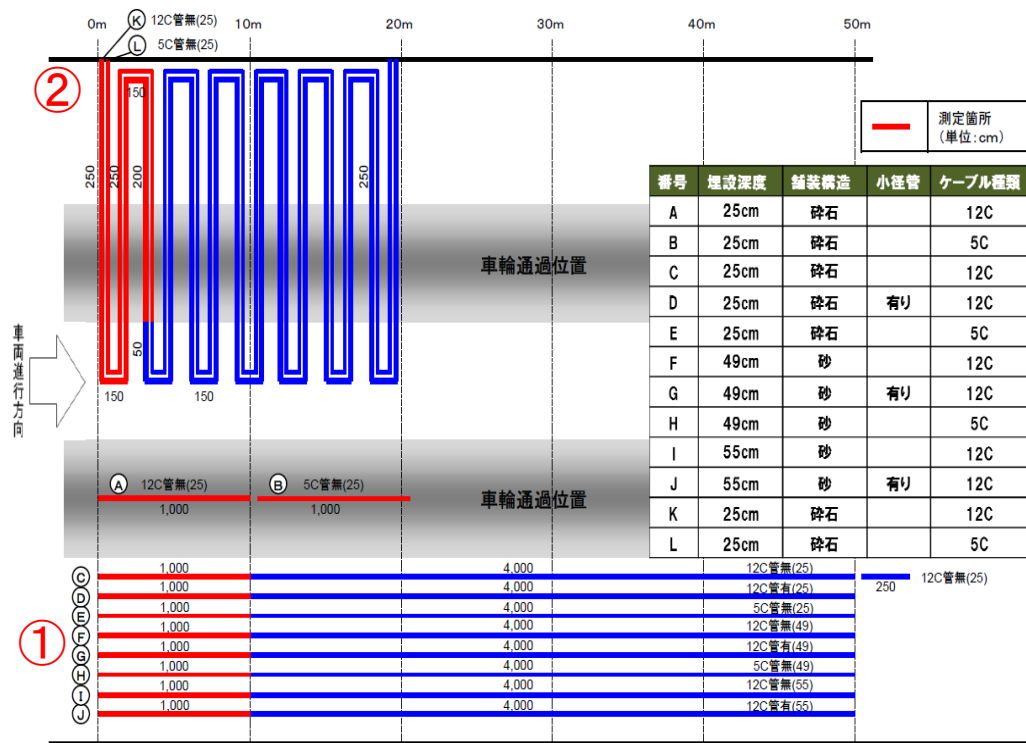 0m
10m
20m
30m
40m
50m
K 12C管無(25)
L 5C管無(25)
②
150
250
250
200
250
50
150
150
車輪通過位置
車両進行方向
測定箇所
(単位:cm)
番号 埋設深度 舗装構造 小径管 ケーブル種類
A 25cm 砕石 12C
B 25cm 砕石 5C
C 25cm 砕石 12C
D 25cm 砕石 有り 12C
E 25cm 砕石 5C
F 49cm 砂 12C
G 49cm 砂 有り 12C
H 49cm 砂 5C
I 55cm 砂 12C
J 55cm 砂 有り 12C
K 25cm 砕石 12C
L 25cm 砕石 5C
A 12C管無(25)
1,000
B 5C管無(25)
1,000
車輪通過位置
①
C 1,000 4,000 12C管無(25) 250 12C管無(25)
D 1,000 4,000 12C管有(25)
E 1,000 4,000 5C管無(25)
F 1,000 4,000 12C管無(49)
G 1,000 4,000 12C管有(49)
H 1,000 4,000 5C管無(49)
I 1,000 4,000 12C管無(55)
J 1,000 4,000 12C管有(55)